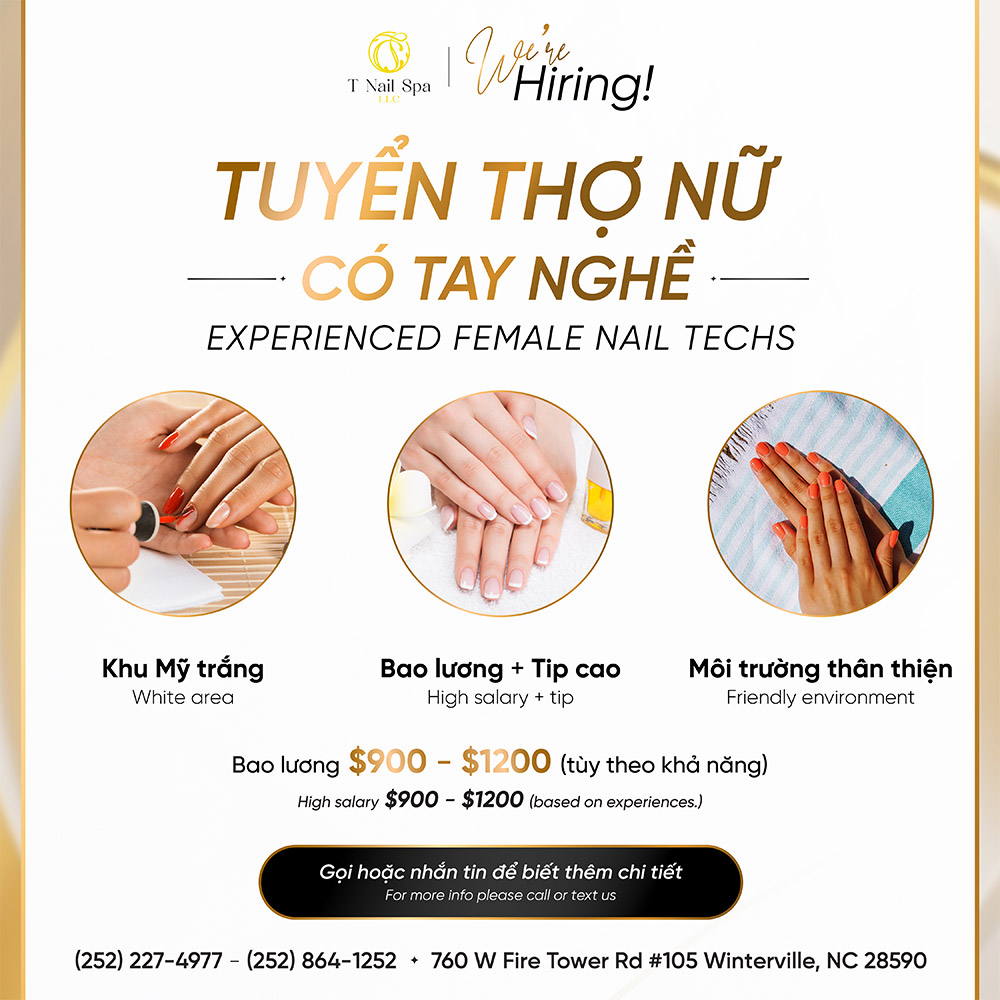 T Nail Spa
LLC
We're
Hiring!
TUYỂN THỢ NỮ
CÓ TAY NGHỀ
EXPERIENCED FEMALE NAIL TECHS
Khu Mỹ trắng
White area
Bao lương + Tip cao
High salary + tip
Môi trường thân thiện
Friendly environment
Bao lương $900 - $1200 (tùy theo khả năng)
High salary $900 - $1200 (based on experiences.)
Gọi hoặc nhắn tin để biết thêm chi tiết
For more info please call or text us
(252) 227-4977 - (252) 864-1252 + 760 W Fire Tower Rd #105 Winterville, NC 28590